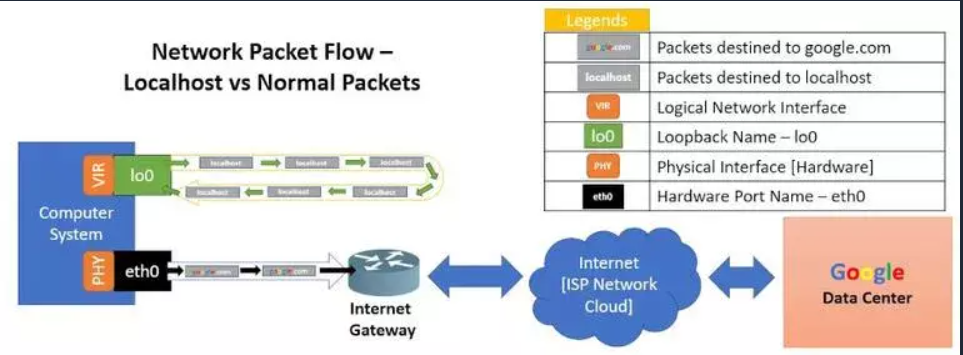 Network Packet Flow –
Localhost vs Normal Packets
Legends
google.com
Packets destined to google.com
localhost
Packets destined to localhost
VIR
Logical Network Interface
lo0
Loopback Name – lo0
PHY
Physical Interface [Hardware]
eth0
Hardware Port Name – eth0
VIR
lo0
localhost
localhost
localhost
localhost
localhost
localhost
Computer
System
PHY
eth0
google.com
google.com
Internet
Gateway
Internet
[ISP Network
Cloud]
Google
Data Center